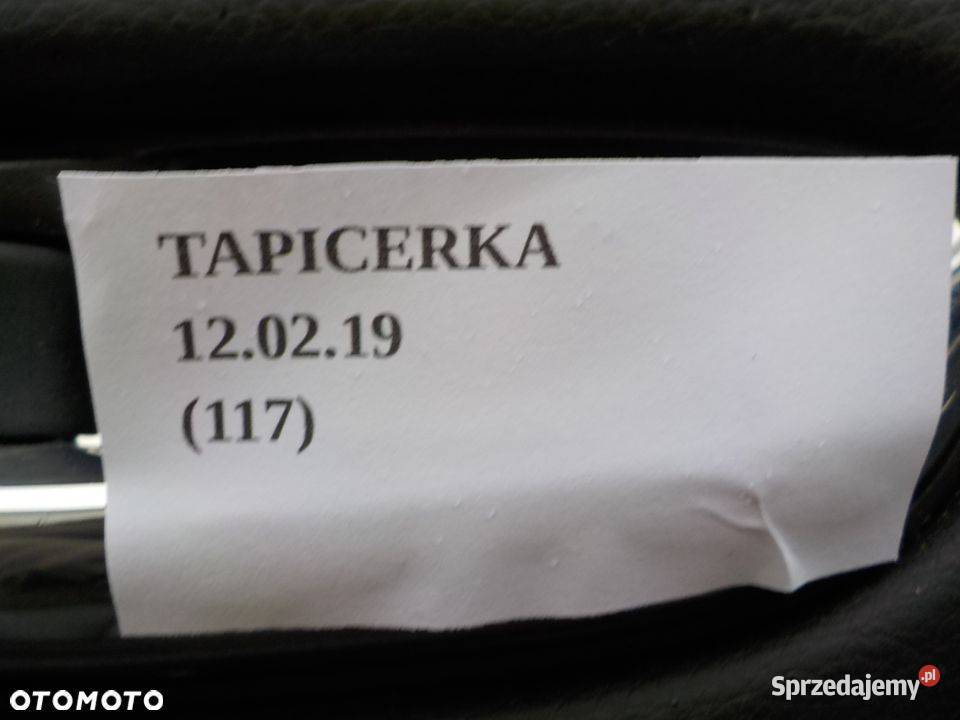 TAPICERKA
12.02.19
(117)
OTOMOTO
Sprzedajemy.pl